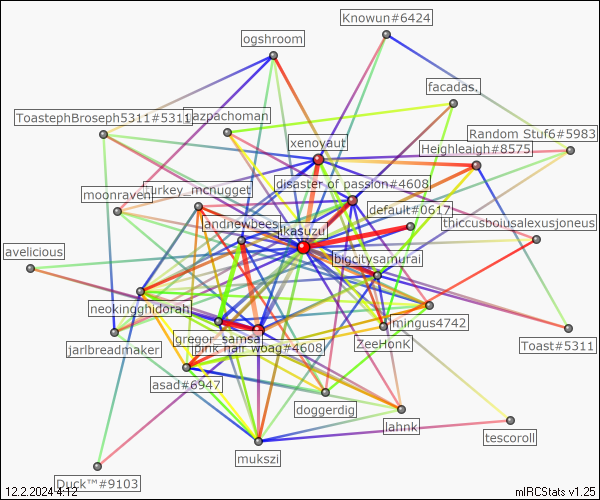 Knowun#6424
ogshroom
facadas.
ToastephBroseph5311#5311
jazpachoman
Random Stuf6#5983
xenovaut
Heighleaigh#8575
disaster of passion#4608
moonraven
Turkey_mcnugget
default#0617
andnewbees
ikasuzu
thiccusboiusalexusjoneus
avelicious
bigcitysamurai
neokingghidorah
mingus4742
gregor_samsa
ZeeHonk
Toast#5311
jarlbreadmaker
pink hair woag#4608
asad#6947
doggerdig
lahnk
tescoroll
mukszi
Duck™#9103
12.2.2024 4:12
mIRCStats v1.25